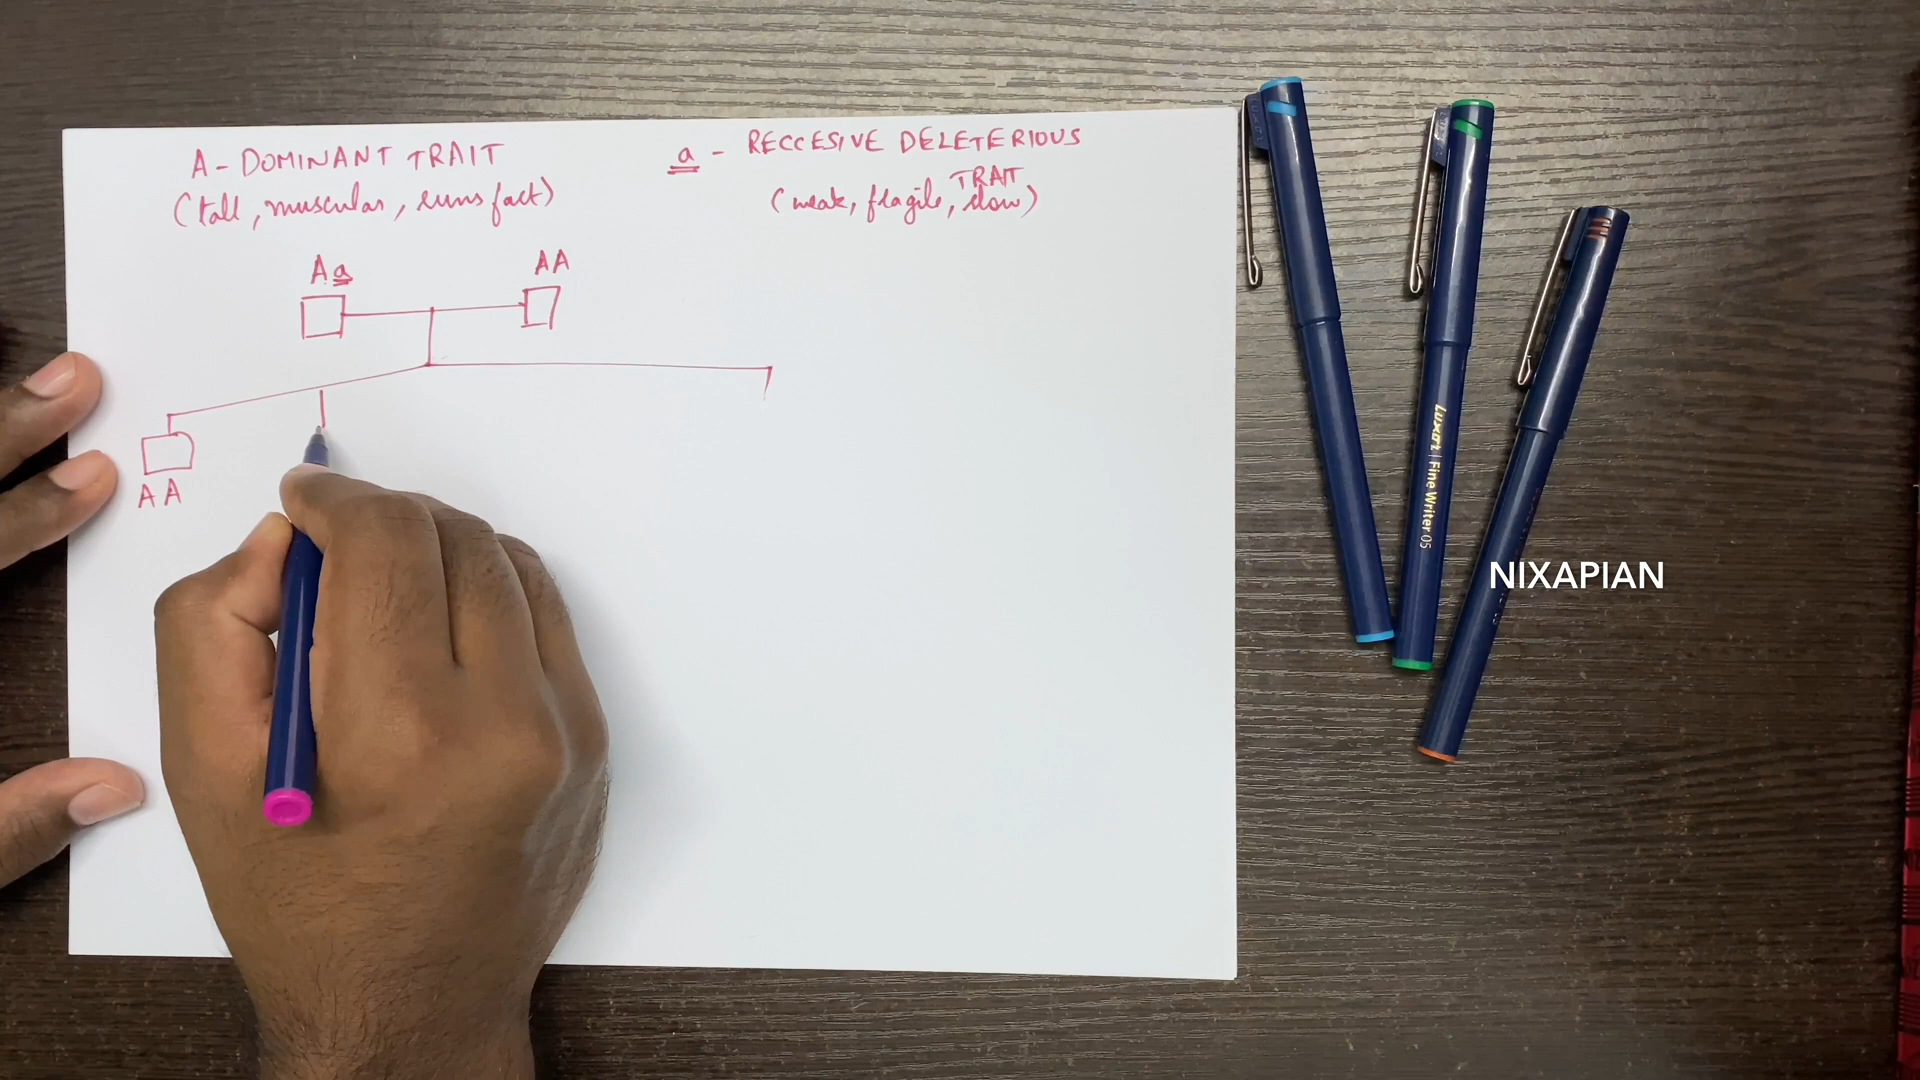 A - DOMINANT TRAIT
(tall, muscular, runs fact)
a - RECCESIVE DELETERIOUS
TRAIT
(weak, fragile, slow)
Aa
AA
AA
Luxor | Fine Writer 05
NIXAPIAN